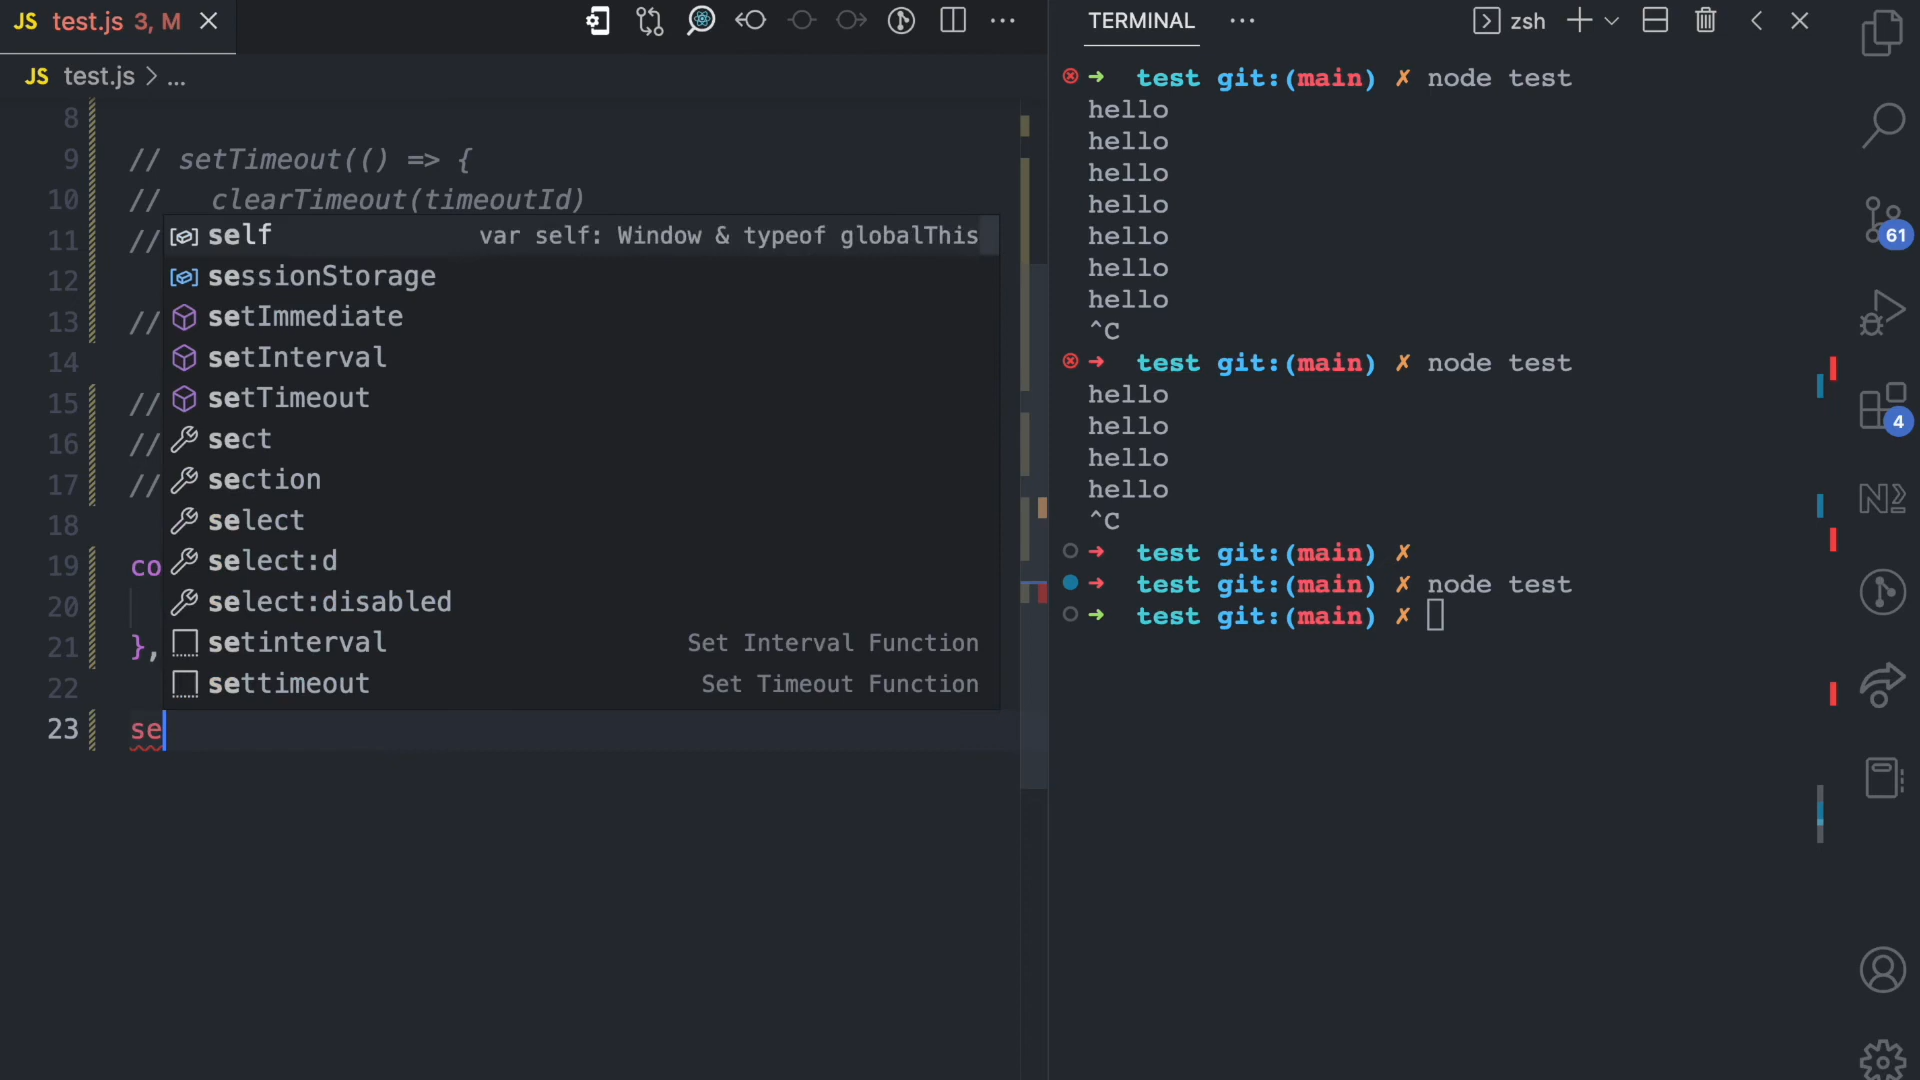 JS test.js 3, M
JS test.js > ...
8
9 // setTimeout(() => {
10 //   clearTimeout(timeoutId)
11 //
12
13 //
14
15 //
16 //
17 //
18
19 co
20
21 },
22
23 se
self var self: Window & typeof globalThis
sessionStorage
setImmediate
setInterval
setTimeout
sect
section
select
select:d
select:disabled
setinterval Set Interval Function
settimeout Set Timeout Function
TERMINAL ... zsh
➜ test git:(main) ✗ node test
hello
hello
hello
hello
hello
hello
hello
^C
➜ test git:(main) ✗ node test
hello
hello
hello
hello
^C
➜ test git:(main) ✗
➜ test git:(main) ✗ node test
➜ test git:(main) ✗
61
4